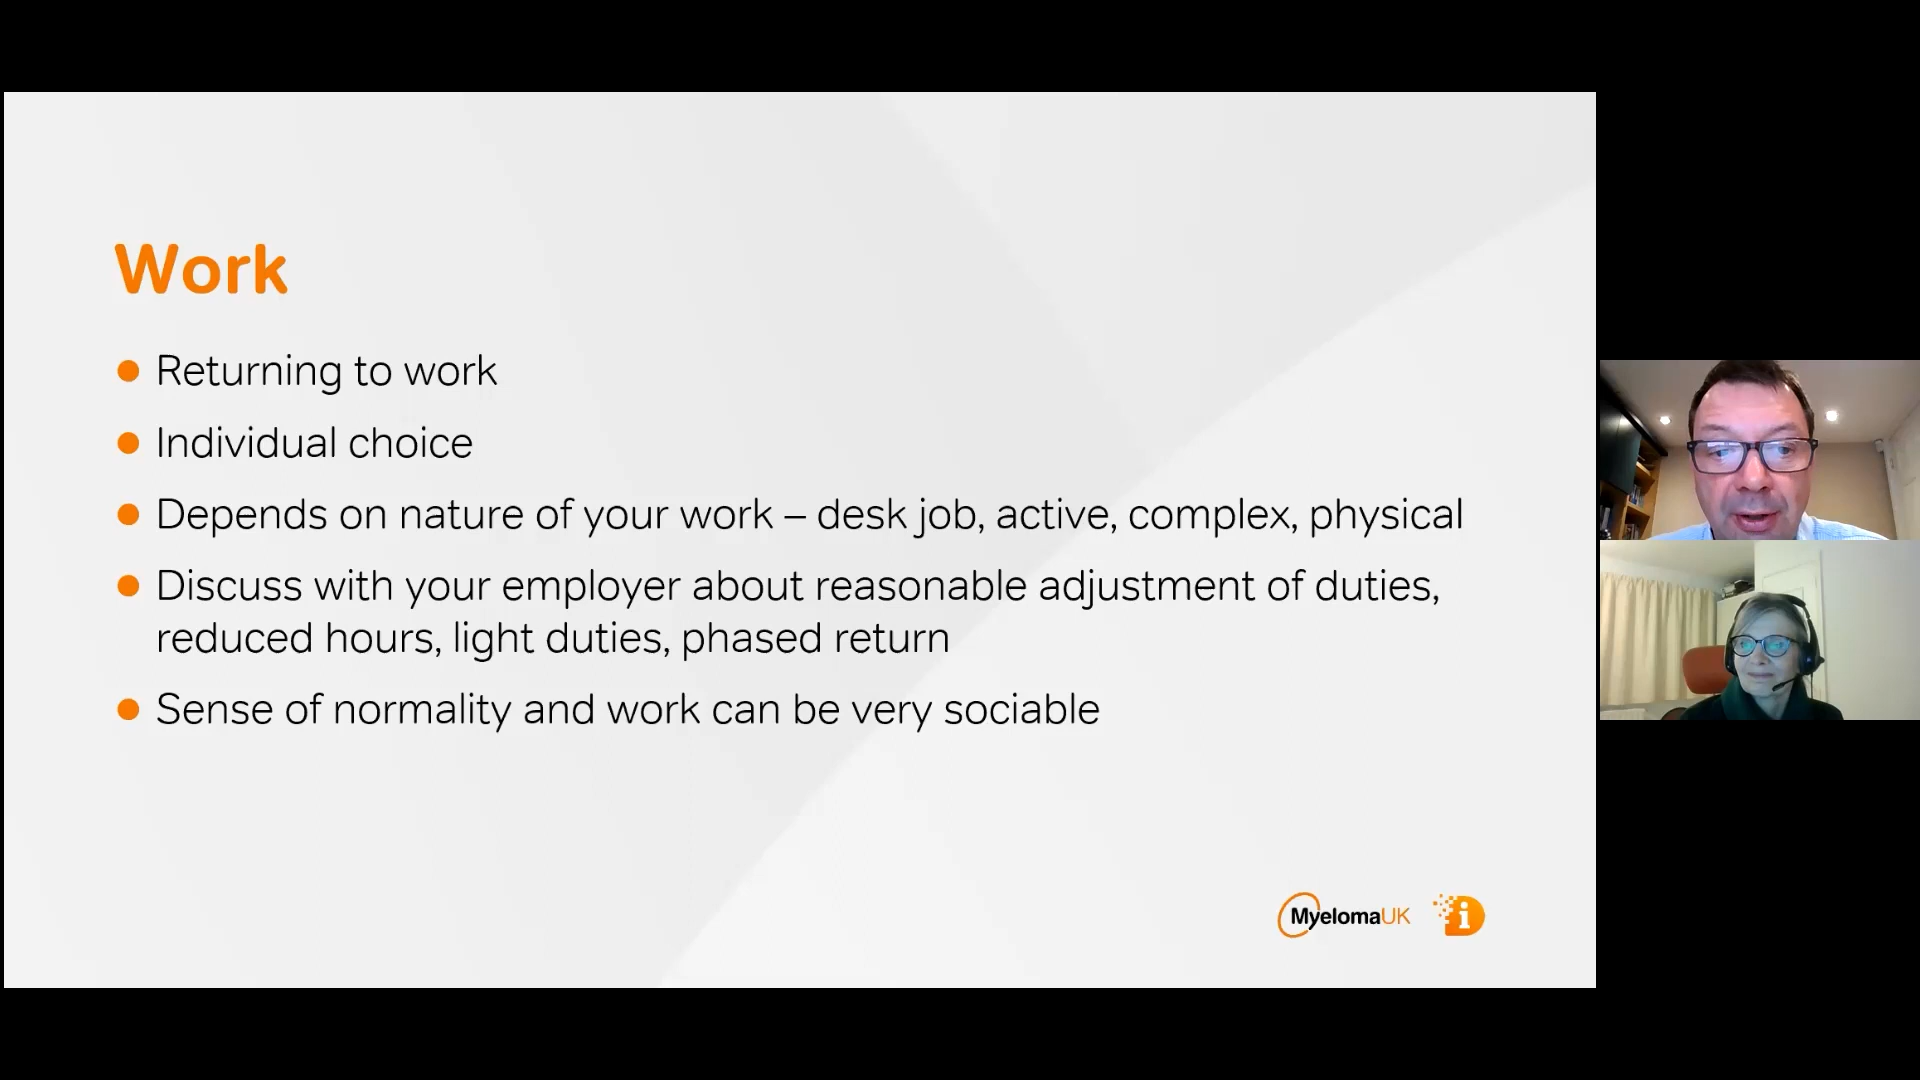 Work
Returning to work
Individual choice
Depends on nature of your work – desk job, active, complex, physical
Discuss with your employer about reasonable adjustment of duties,
reduced hours, light duties, phased return
Sense of normality and work can be very sociable
MyelomaUK i